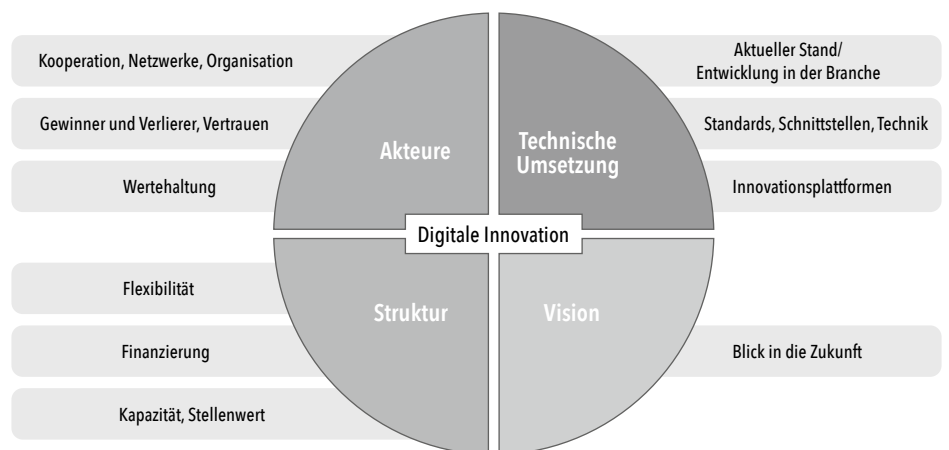 Kooperation, Netzwerke, Organisation
Gewinner und Verlierer, Vertrauen
Wertehaltung
Akteure
Technische
Umsetzung
Aktueller Stand/
Entwicklung in der Branche
Standards, Schnittstellen, Technik
Innovationsplattformen
Digitale Innovation
Flexibilität
Finanzierung
Kapazität, Stellenwert
Struktur
Vision
Blick in die Zukunft